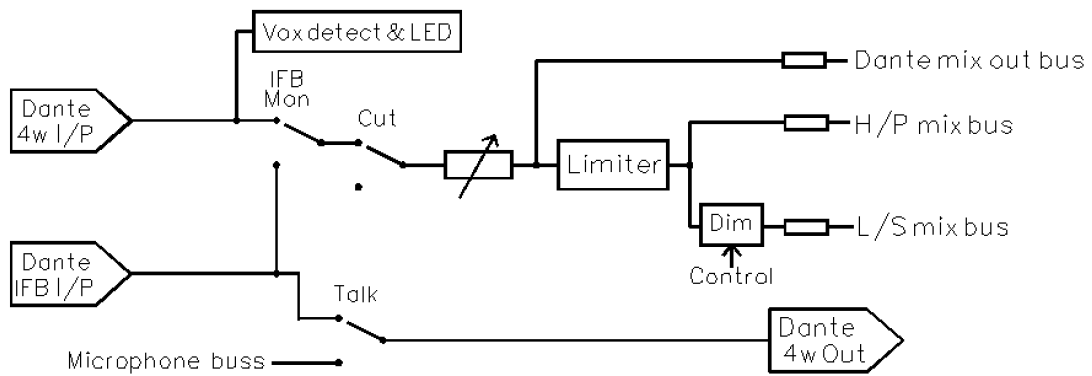 Vox detect & LED
Dante mix out bus
IFB
Mon
Dante
4w I/P
Cut
H/P mix bus
Limiter
Dim
L/S mix bus
Control
Dante
IFB I/P
Talk
Dante
4w Out
Microphone buss